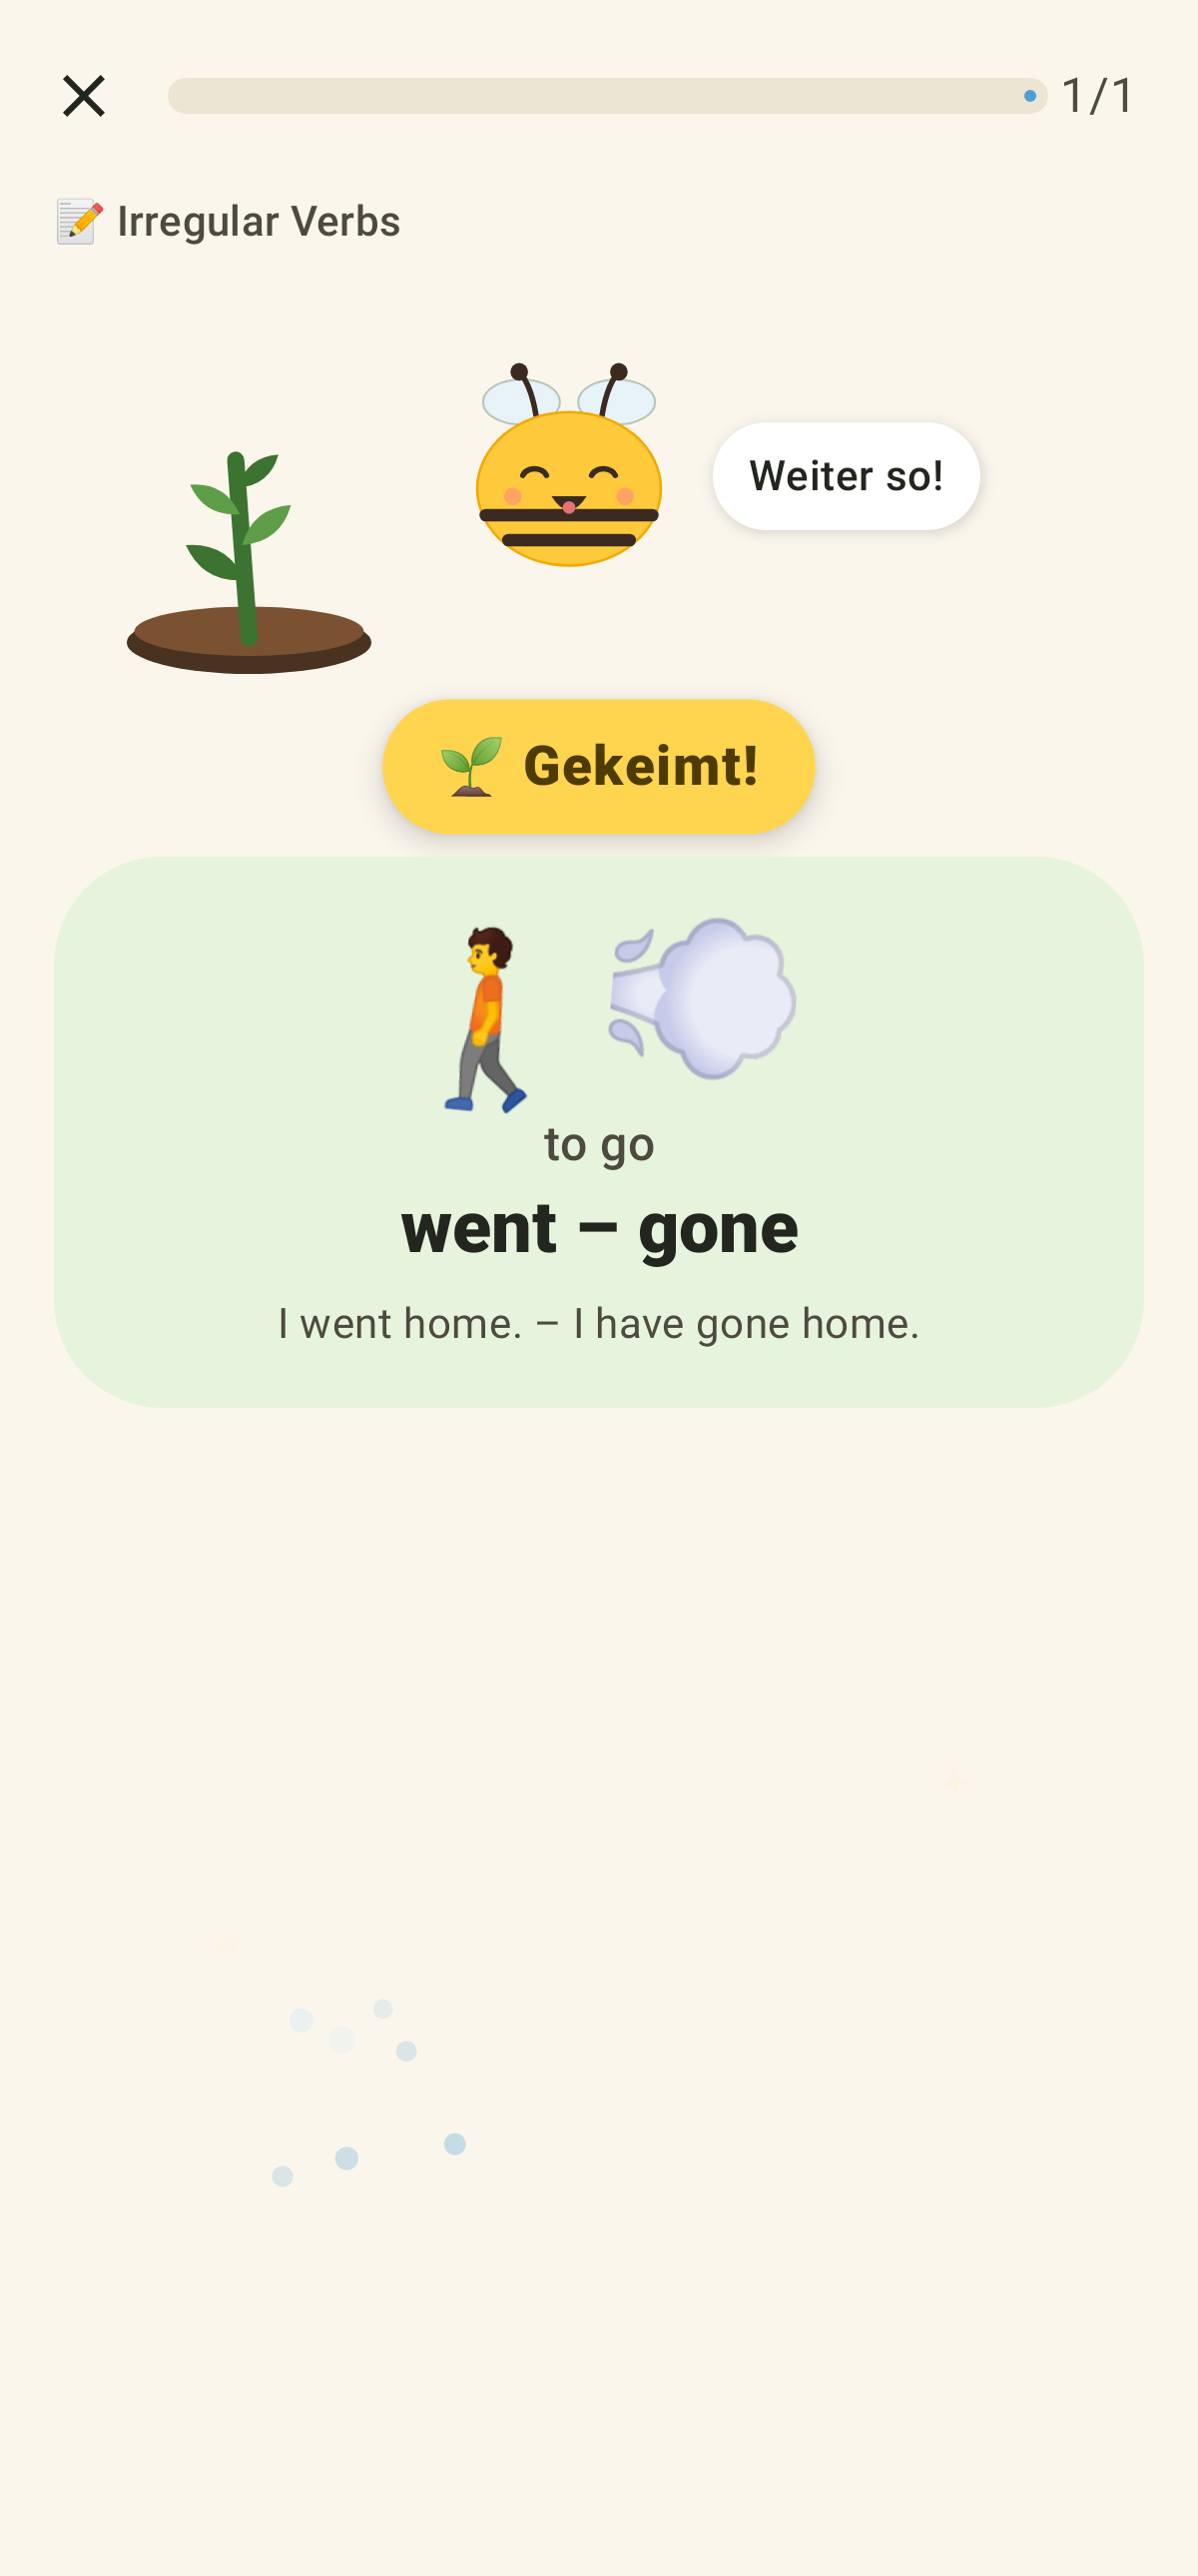 1/1
Irregular Verbs
Weiter so!
Gekeimt!
to go
went – gone
I went home. – I have gone home.